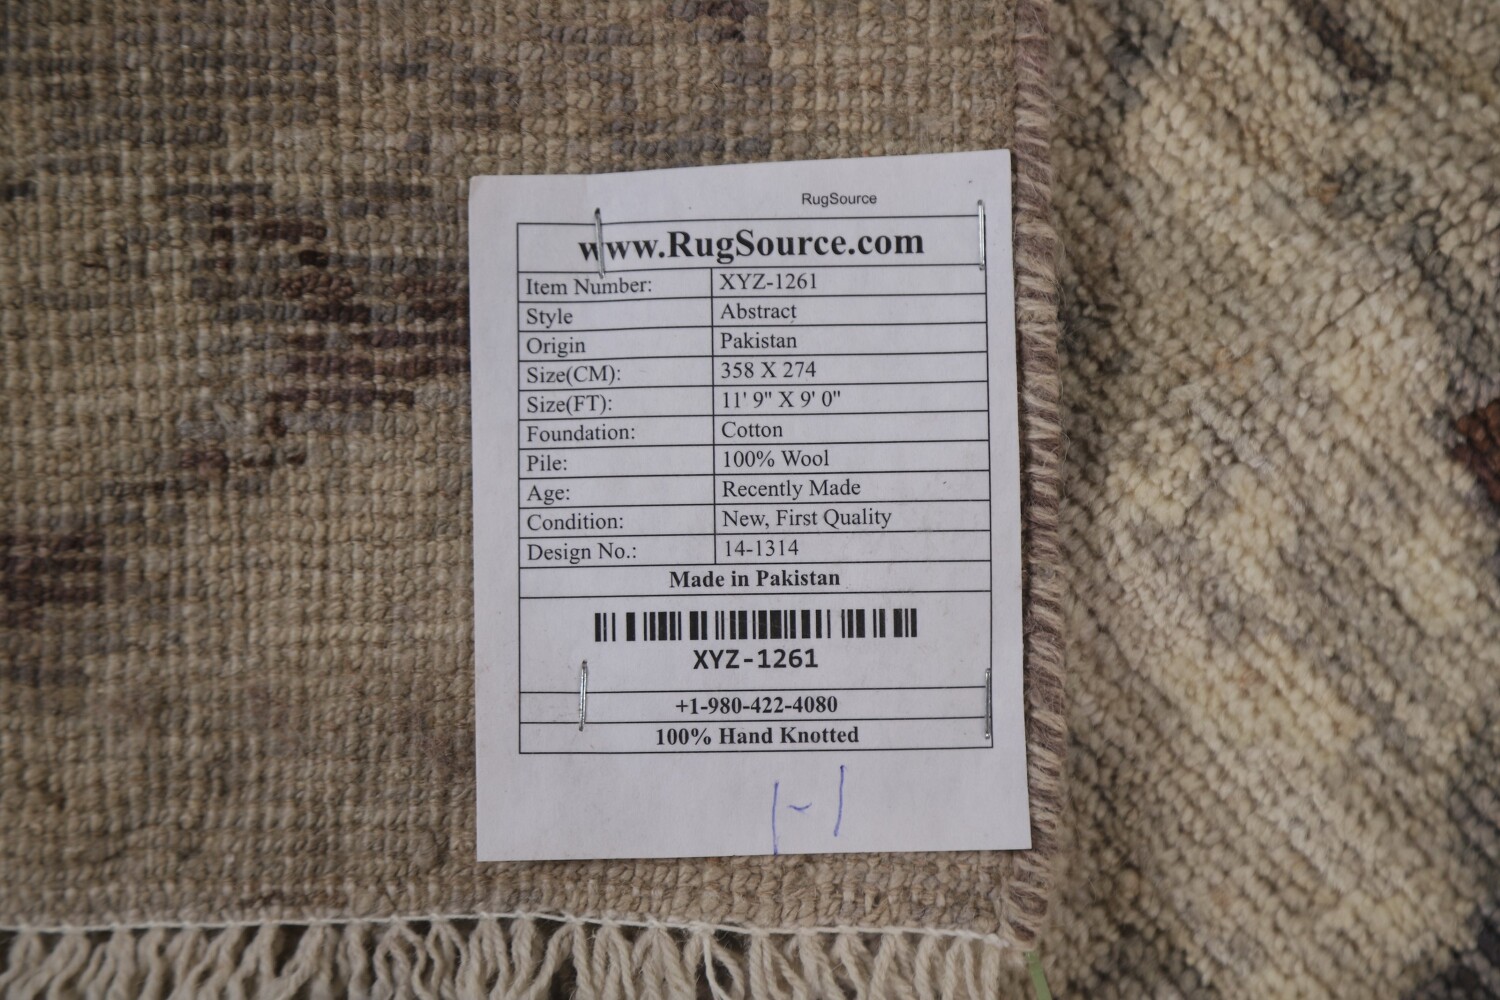 RugSource
www.RugSource.com
Item Number: XYZ-1261
Style Abstract
Origin Pakistan
Size(CM): 358 X 274
Size(FT): 11' 9" X 9' 0"
Foundation: Cotton
Pile: 100% Wool
Age: Recently Made
Condition: New, First Quality
Design No.: 14-1314
Made in Pakistan
XYZ-1261
+1-980-422-4080
100% Hand Knotted
1-1